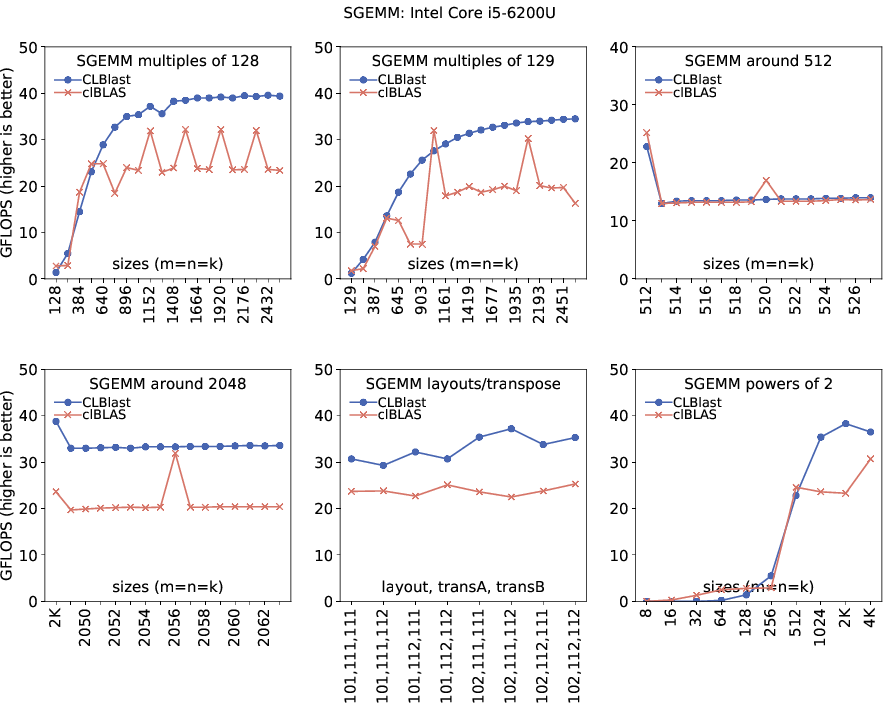 SGEMM: Intel Core i5-6200U
GFLOPS (higher is better)
SGEMM multiples of 128
CLBlast
clBLAS
50
40
30
20
10
0
sizes (m=n=k)
128
384
640
896
1152
1408
1664
1920
2176
2432
SGEMM multiples of 129
CLBlast
clBLAS
50
40
30
20
10
0
sizes (m=n=k)
129
387
645
903
1161
1419
1677
1935
2193
2451
SGEMM around 512
CLBlast
clBLAS
40
30
20
10
0
sizes (m=n=k)
512
514
516
518
520
522
524
526
GFLOPS (higher is better)
SGEMM around 2048
CLBlast
clBLAS
50
40
30
20
10
0
sizes (m=n=k)
2K
2050
2052
2054
2056
2058
2060
2062
SGEMM layouts/transpose
CLBlast
clBLAS
50
40
30
20
10
0
layout, transA, transB
101,111,111
101,111,112
101,112,111
101,112,112
102,111,111
102,111,112
102,112,111
102,112,112
SGEMM powers of 2
CLBlast
clBLAS
50
40
30
20
10
0
sizes (m=n=k)
8
16
32
64
128
256
512
1024
2K
4K